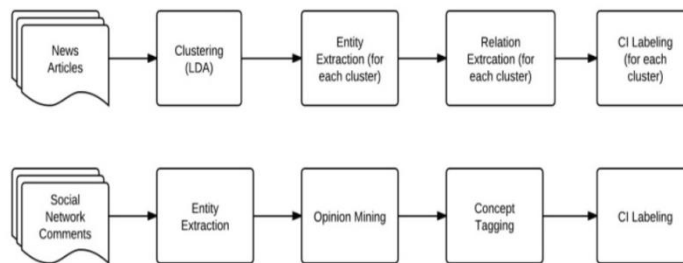 News
Articles
Clustering
(LDA)
Entity
Extraction (for
each cluster)
Relation
Extrcation (for
each cluster)
CI Labeling
(for each
cluster)
Social
Network
Comments
Entity
Extraction
Opinion Mining
Concept
Tagging
CI Labeling